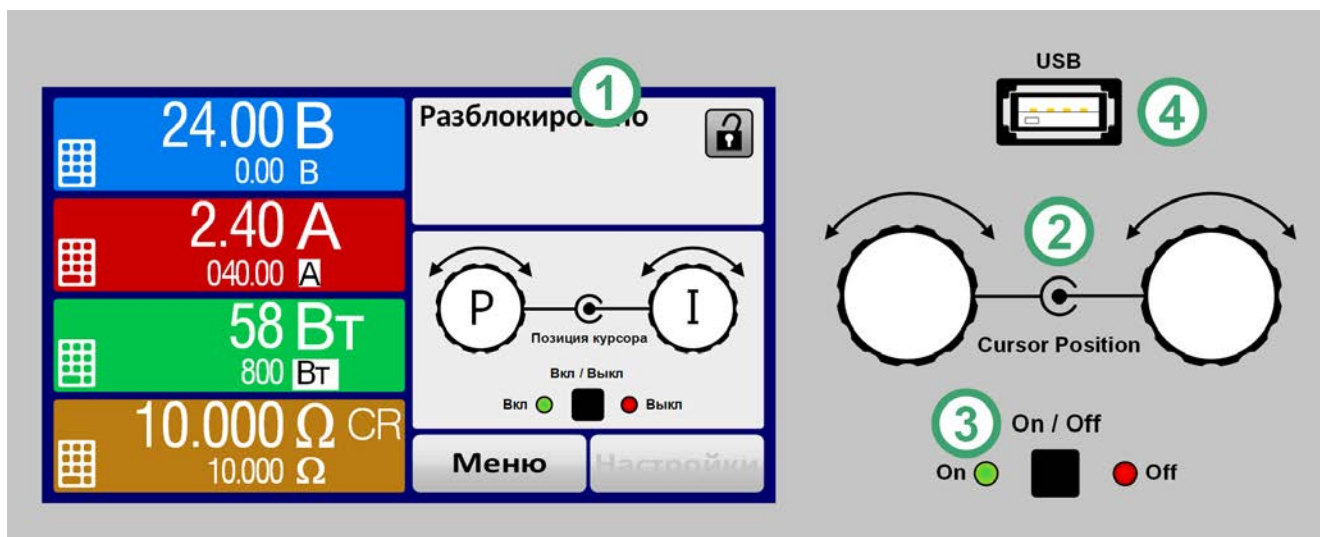 24.00 В
0.00 В
2.40 А
040.00 А
58 Вт
800 Вт
10.000 Ω CR
10.000 Ω
1
Разблокировано
P
I
Позиция курсора
Вкл / Выкл
Вкл
Выкл
Меню
Настройки
USB
4
2
Cursor Position
3
On / Off
On
Off